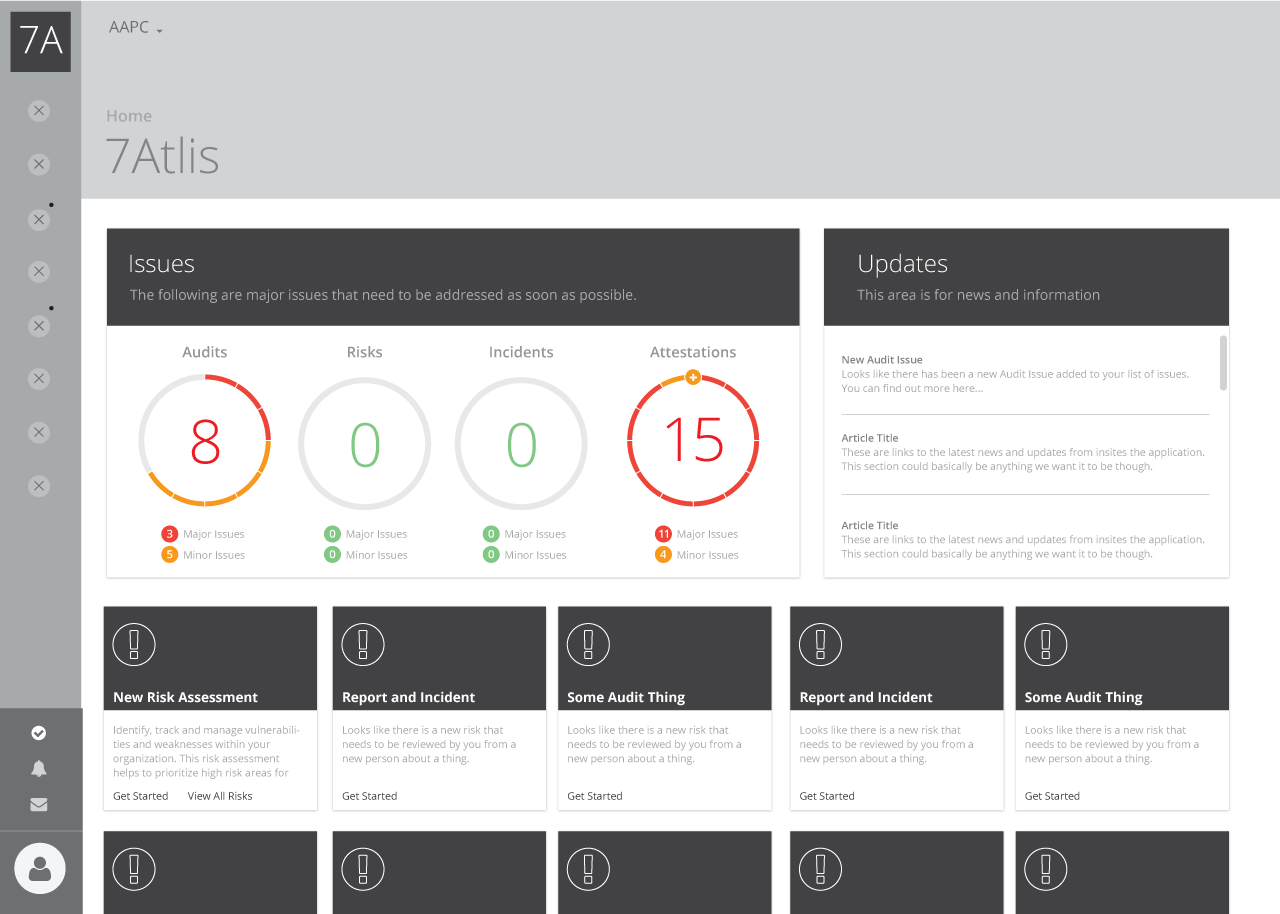 7A
AAPC
Home
7Atlis
Issues
The following are major issues that need to be addressed as soon as possible.
Audits
Risks
Incidents
Attestations
8
0
0
15
3 Major Issues
5 Minor Issues
0 Major Issues
0 Minor Issues
0 Major Issues
0 Minor Issues
11 Major Issues
4 Minor Issues
Updates
This area is for news and information
New Audit Issue
Looks like there has been a new Audit Issue added to your list of issues.
You can find out more here...
Article Title
These are links to the latest news and updates from insites the application.
This section could basically be anything we want it to be though.
Article Title
These are links to the latest news and updates from insites the application.
This section could basically be anything we want it to be though.
New Risk Assessment
Identify, track and manage vulnerabili-
ties and weaknesses within your
organization. This risk assessment
helps to prioritize high risk areas for
Get Started View All Risks
Report and Incident
Looks like there is a new risk that
needs to be reviewed by you from a
new person about a thing.
Get Started
Some Audit Thing
Looks like there is a new risk that
needs to be reviewed by you from a
new person about a thing.
Get Started
Report and Incident
Looks like there is a new risk that
needs to be reviewed by you from a
new person about a thing.
Get Started
Some Audit Thing
Looks like there is a new risk that
needs to be reviewed by you from a
new person about a thing.
Get Started